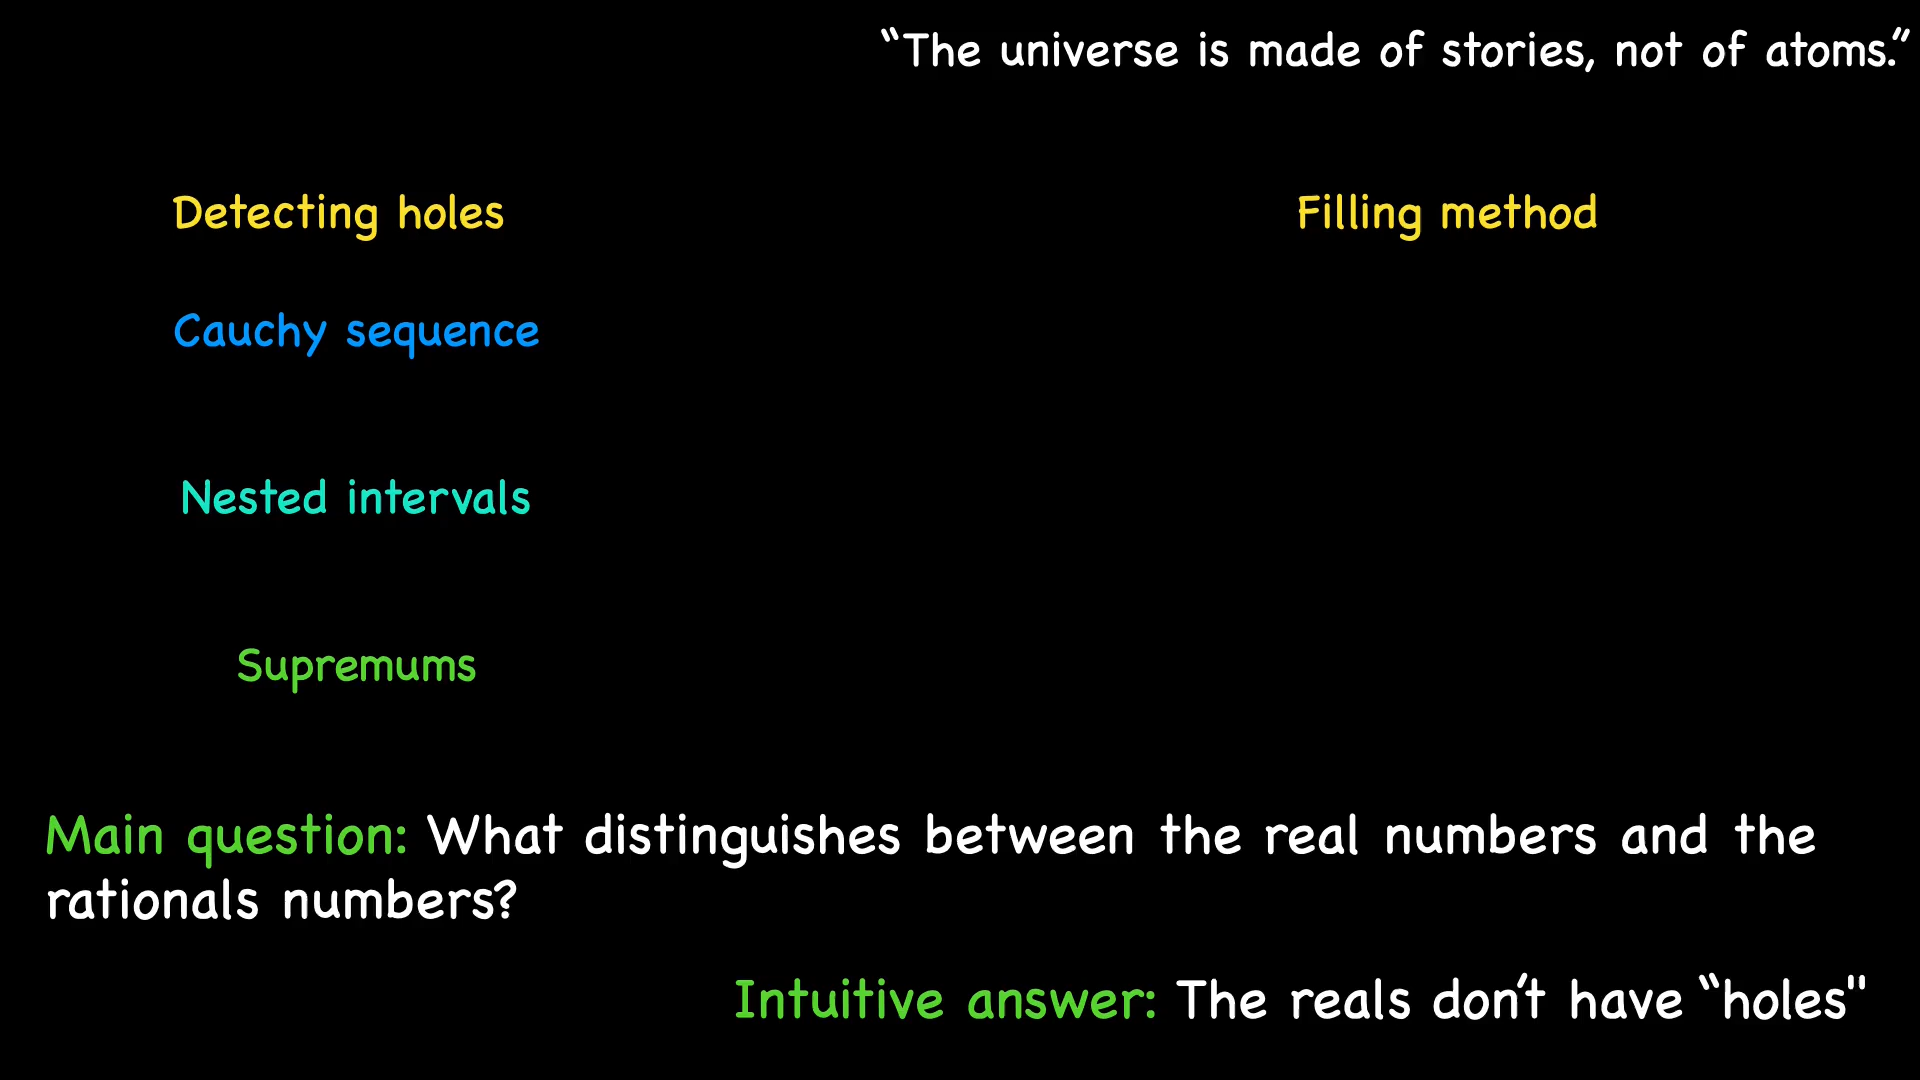 “The universe is made of stories, not of atoms.”
Detecting holes
Filling method
Cauchy sequence
Nested intervals
Supremums
Main question: What distinguishes between the real numbers and the
rationals numbers?
Intuitive answer: The reals don’t have “holes"